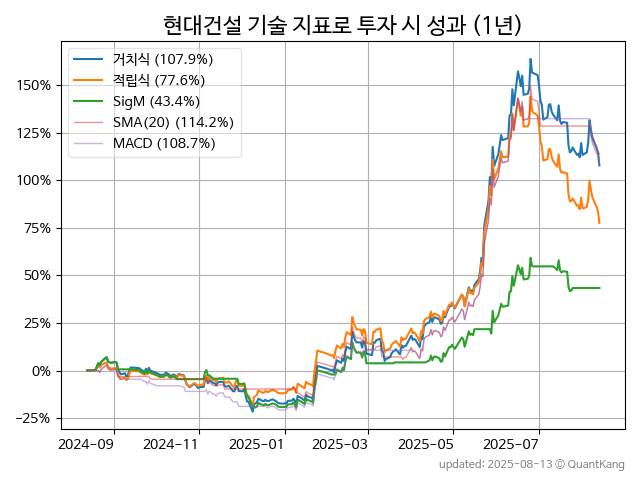 현대건설 기술 지표로 투자 시 성과 (1년)
거치식 (107.9%)
적립식 (77.6%)
SigM (43.4%)
SMA(20) (114.2%)
MACD (108.7%)
150%
125%
100%
75%
50%
25%
0%
−25%
2024-09 2024-11 2025-01 2025-03 2025-05 2025-07
updated: 2025-08-13 © QuantKang